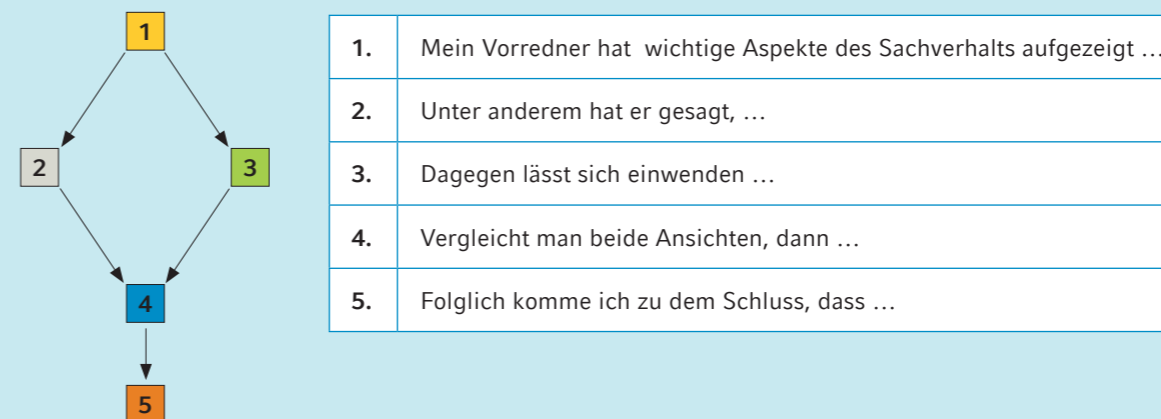 1
2
3
4
5
1. Mein Vorredner hat wichtige Aspekte des Sachverhalts aufgezeigt …
2. Unter anderem hat er gesagt, …
3. Dagegen lässt sich einwenden …
4. Vergleicht man beide Ansichten, dann …
5. Folglich komme ich zu dem Schluss, dass …